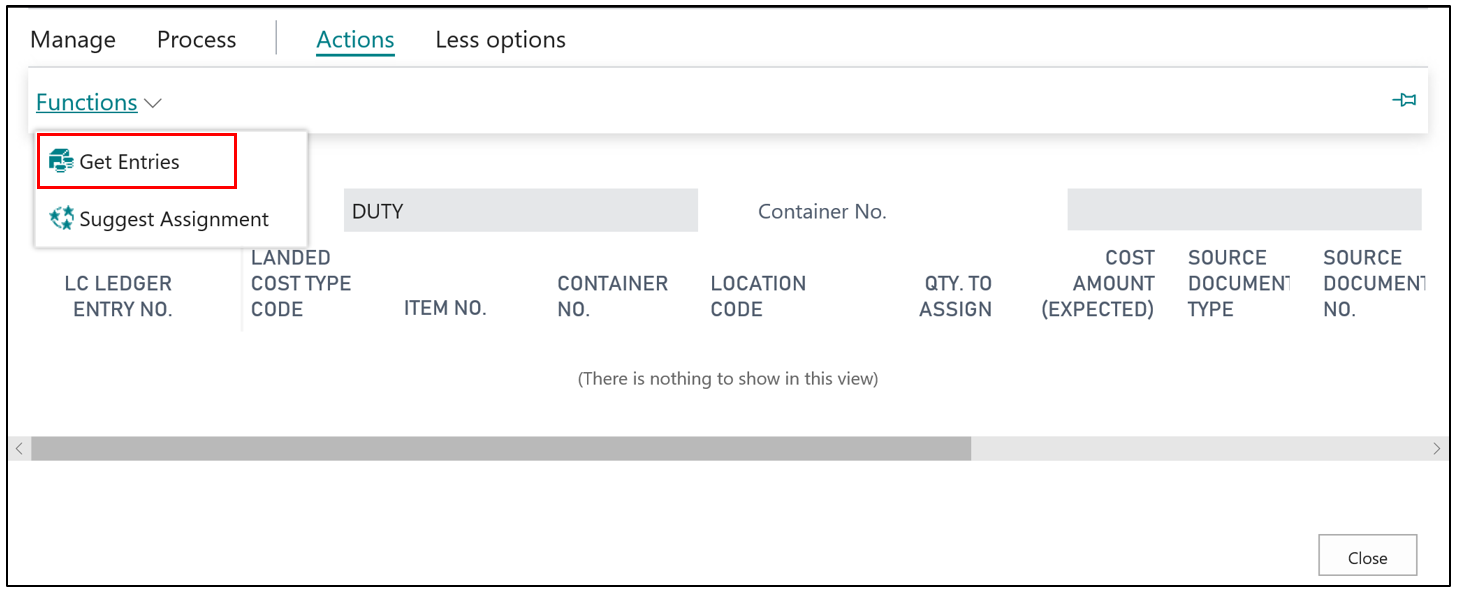 Manage Process Actions Less options
Functions
Get Entries
Suggest Assignment
DUTY Container No.
LC LEDGER ENTRY NO.
LANDED COST TYPE CODE
ITEM NO.
CONTAINER NO.
LOCATION CODE
QTY. TO ASSIGN
COST AMOUNT (EXPECTED)
SOURCE DOCUMENT TYPE
SOURCE DOCUMENT NO.
(There is nothing to show in this view)
Close